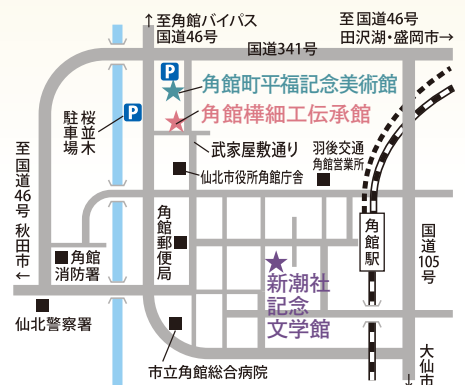 ↑至角館バイパス
国道46号
至国道46号
田沢湖・盛岡市→
国道341号
P
角館町平福記念美術館
P
桜並木
駐車場
角館樺細工伝承館
武家屋敷通り
羽後交通
角館営業所
仙北市役所角館庁舎
至国道46号 秋田市←
角館郵便局
角館駅
国道105号
角館
消防署
新潮社
記念
文学館
仙北警察署
市立角館総合病院
大仙市↓